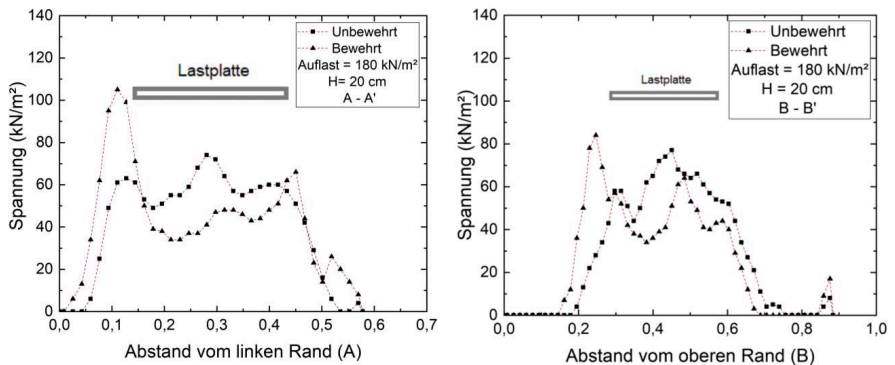 140
120
100
80
60
40
20
0
Spannung (kN/m²)
Unbewehrt
Bewehrt
Auflast = 180 kN/m²
H= 20 cm
A - A'
Lastplatte
0,0 0,1 0,2 0,3 0,4 0,5 0,6 0,7
Abstand vom linken Rand (A)
140
120
100
80
60
40
20
0
Spannung (kN/m²)
Unbewehrt
Bewehrt
Auflast = 180 kN/m²
H = 20 cm
B - B'
Lastplatte
0,0 0,2 0,4 0,6 0,8 1,0
Abstand vom oberen Rand (B)